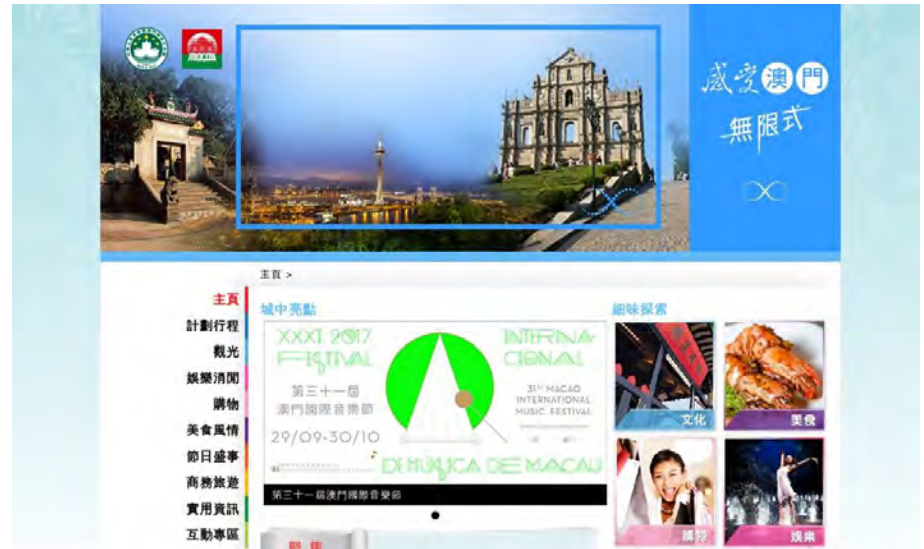 感受澳門
無限式
主頁 >
主頁
計劃行程
觀光
娛樂消閒
購物
美食風情
節日盛事
商務旅遊
實用資訊
互動專區
城中亮點
XXXI 2017
FESTIVAL
INTERNA-
CIONAL
第三十一屆
澳門國際音樂節
29/09-30/10
31ST MACAO
INTERNATIONAL
MUSIC FESTIVAL
DE MÚSICA DE MACAU
第三十一屆澳門國際音樂節
細味探索
文化
美食
購物
娛樂